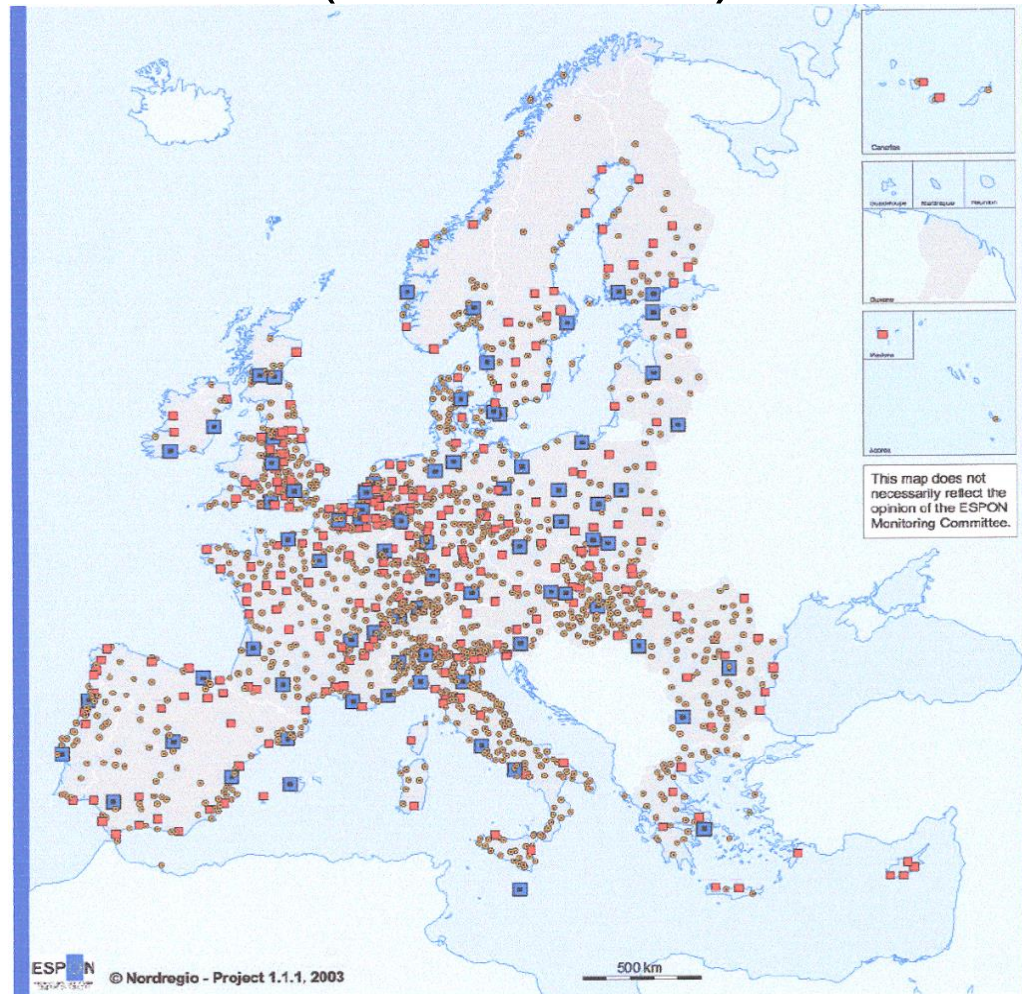 Canarias
Guadeloupe
Martinique
Réunion
Guyane
Madeira
Açores
This map does not
necessarily reflect the
opinion of the ESPON
Monitoring Committee.
ESPON
© Nordregio - Project 1.1.1, 2003
500 km